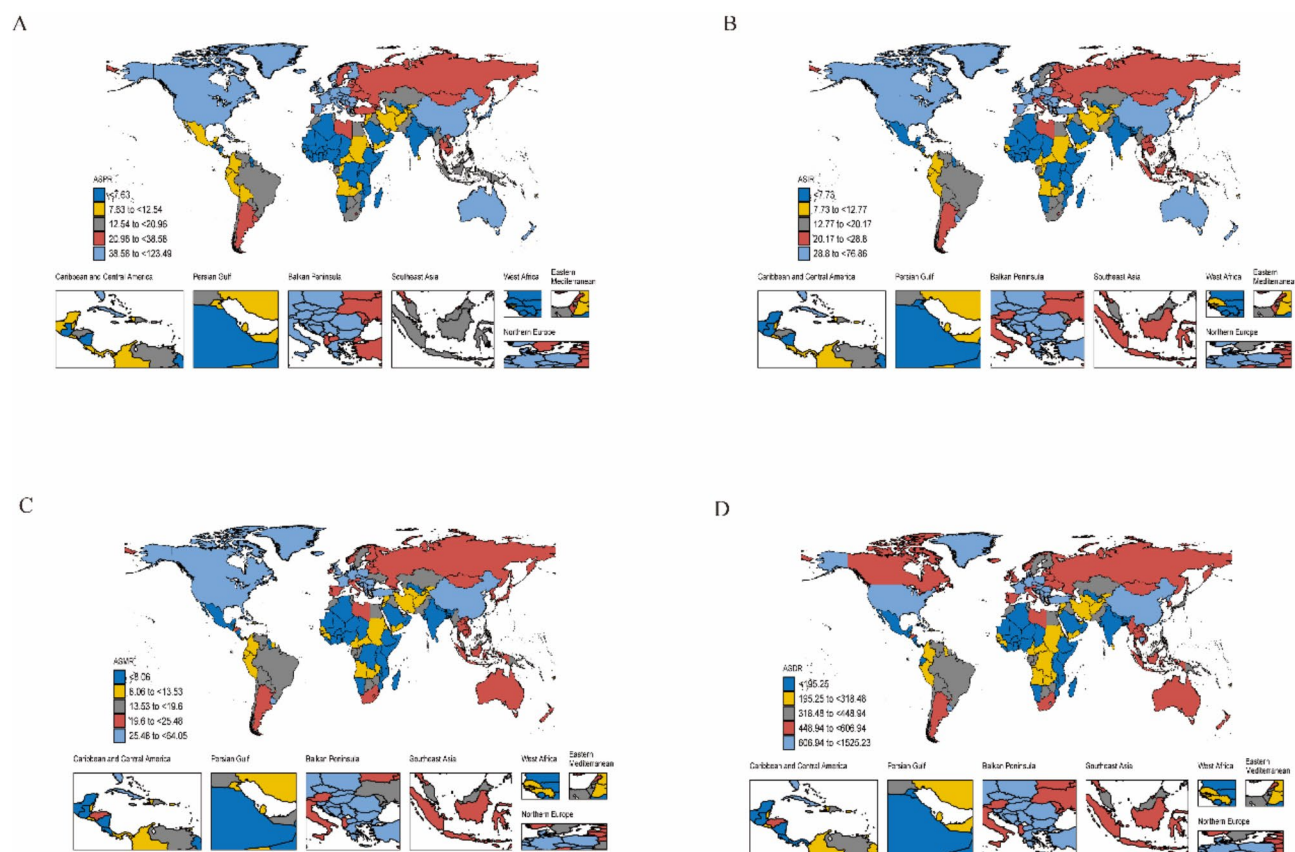 A
ASPR
<7.63
7.63 to <12.54
12.54 to <20.96
20.96 to <38.56
38.56 to <123.49
Caribbean and Central America
Persian Gulf
Balkan Peninsula
Southeast Asia
West Africa
Eastern
Mediterranean
Northern Europe
B
ASIR
<7.73
7.73 to <12.77
12.77 to <20.17
20.17 to <28.8
28.8 to <76.86
Caribbean and Central America
Persian Gulf
Balkan Peninsula
Southeast Asia
West Africa
Eastern
Mediterranean
Northern Europe
C
ASMR
<8.06
8.06 to <13.53
13.53 to <19.6
19.6 to <25.48
25.48 to <64.05
Caribbean and Central America
Persian Gulf
Balkan Peninsula
Southeast Asia
West Africa
Eastern
Mediterranean
Northern Europe
D
ASDR
<195.25
195.25 to <318.48
318.48 to <448.94
448.94 to <606.94
606.94 to <1525.23
Caribbean and Central America
Persian Gulf
Balkan Peninsula
Southeast Asia
West Africa
Eastern
Mediterranean
Northern Europe